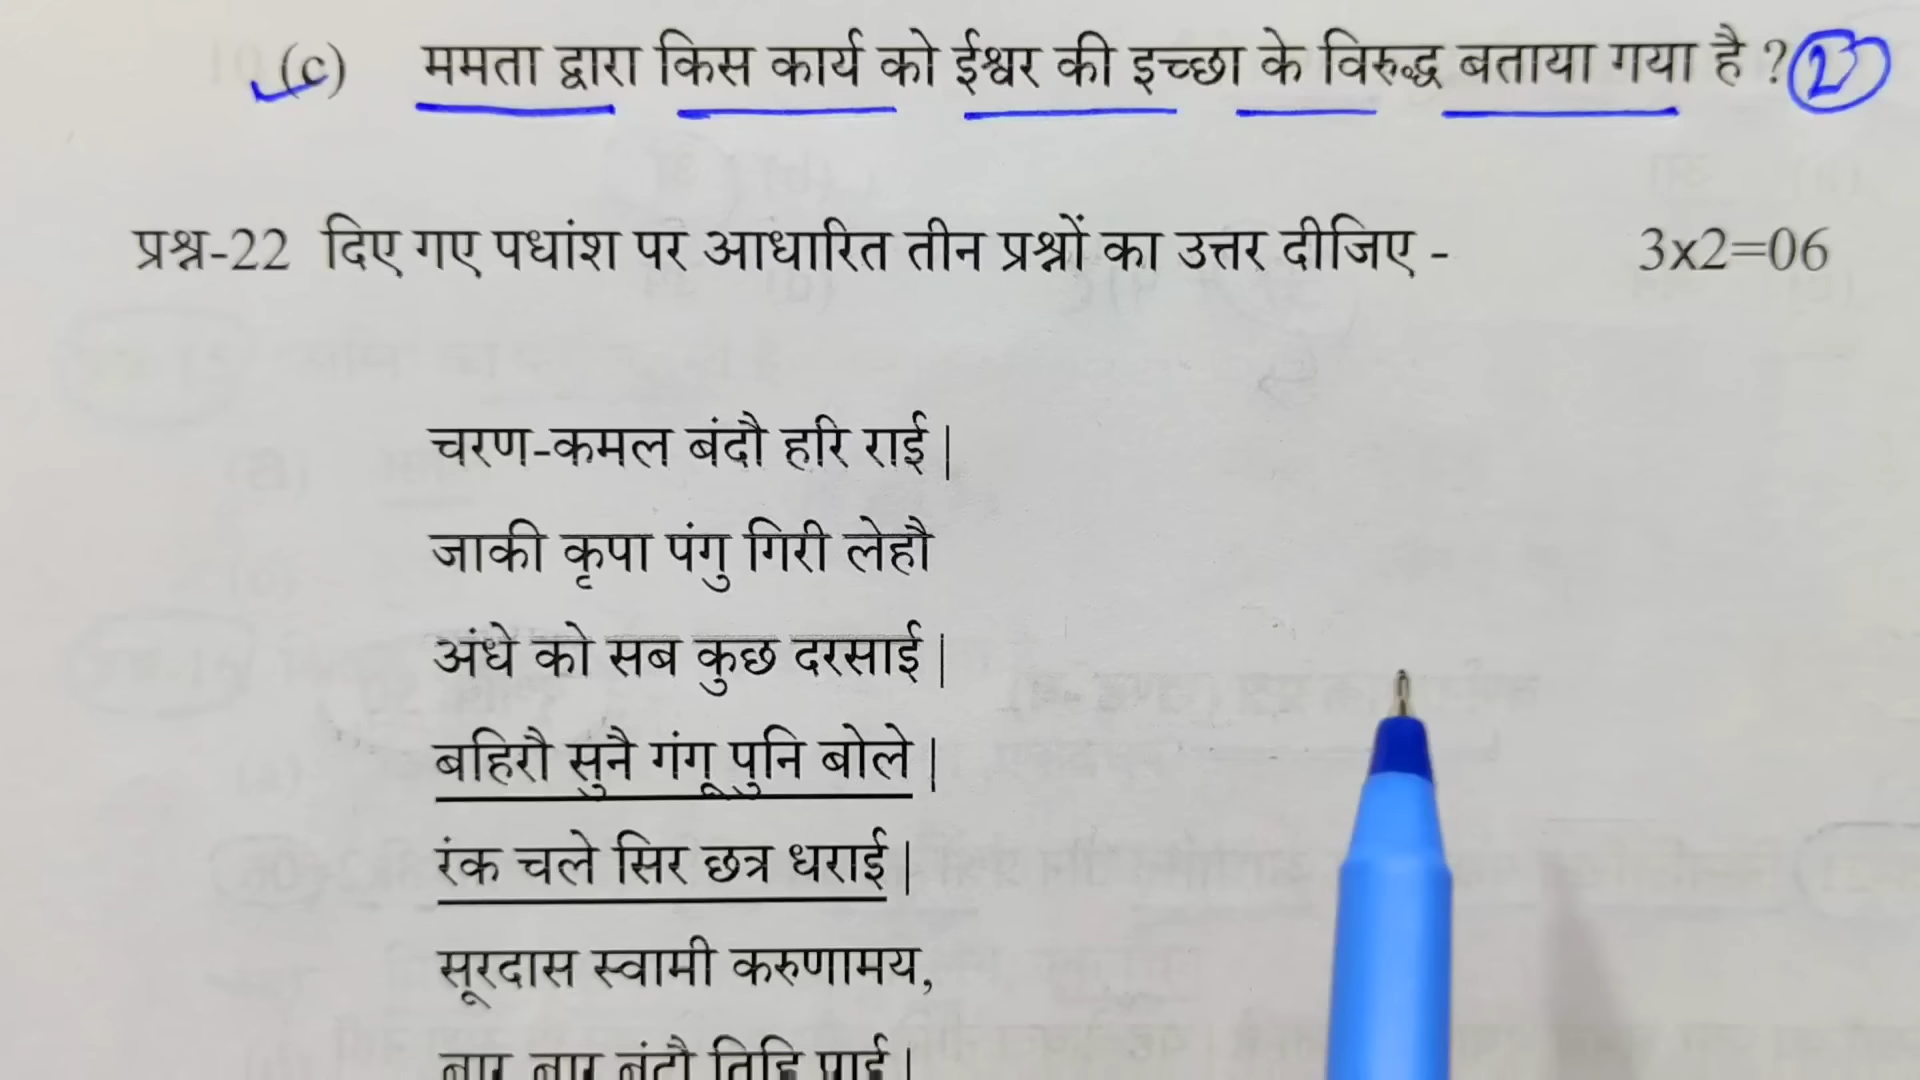 (c) ममता द्वारा किस कार्य को ईश्वर की इच्छा के विरुद्ध बताया गया है ? 2
प्रश्न-22 दिए गए पधांश पर आधारित तीन प्रश्नों का उत्तर दीजिए - 3x2=06
चरण-कमल बंदौ हरि राई|
जाकी कृपा पंगु गिरी लेहौ
अंधे को सब कुछ दरसाई|
बहिरौ सुनै गंगू पुनि बोले|
रंक चले सिर छत्र धराई|
सूरदास स्वामी करुणामय,
बार बार बंदौ तिहि पाई|